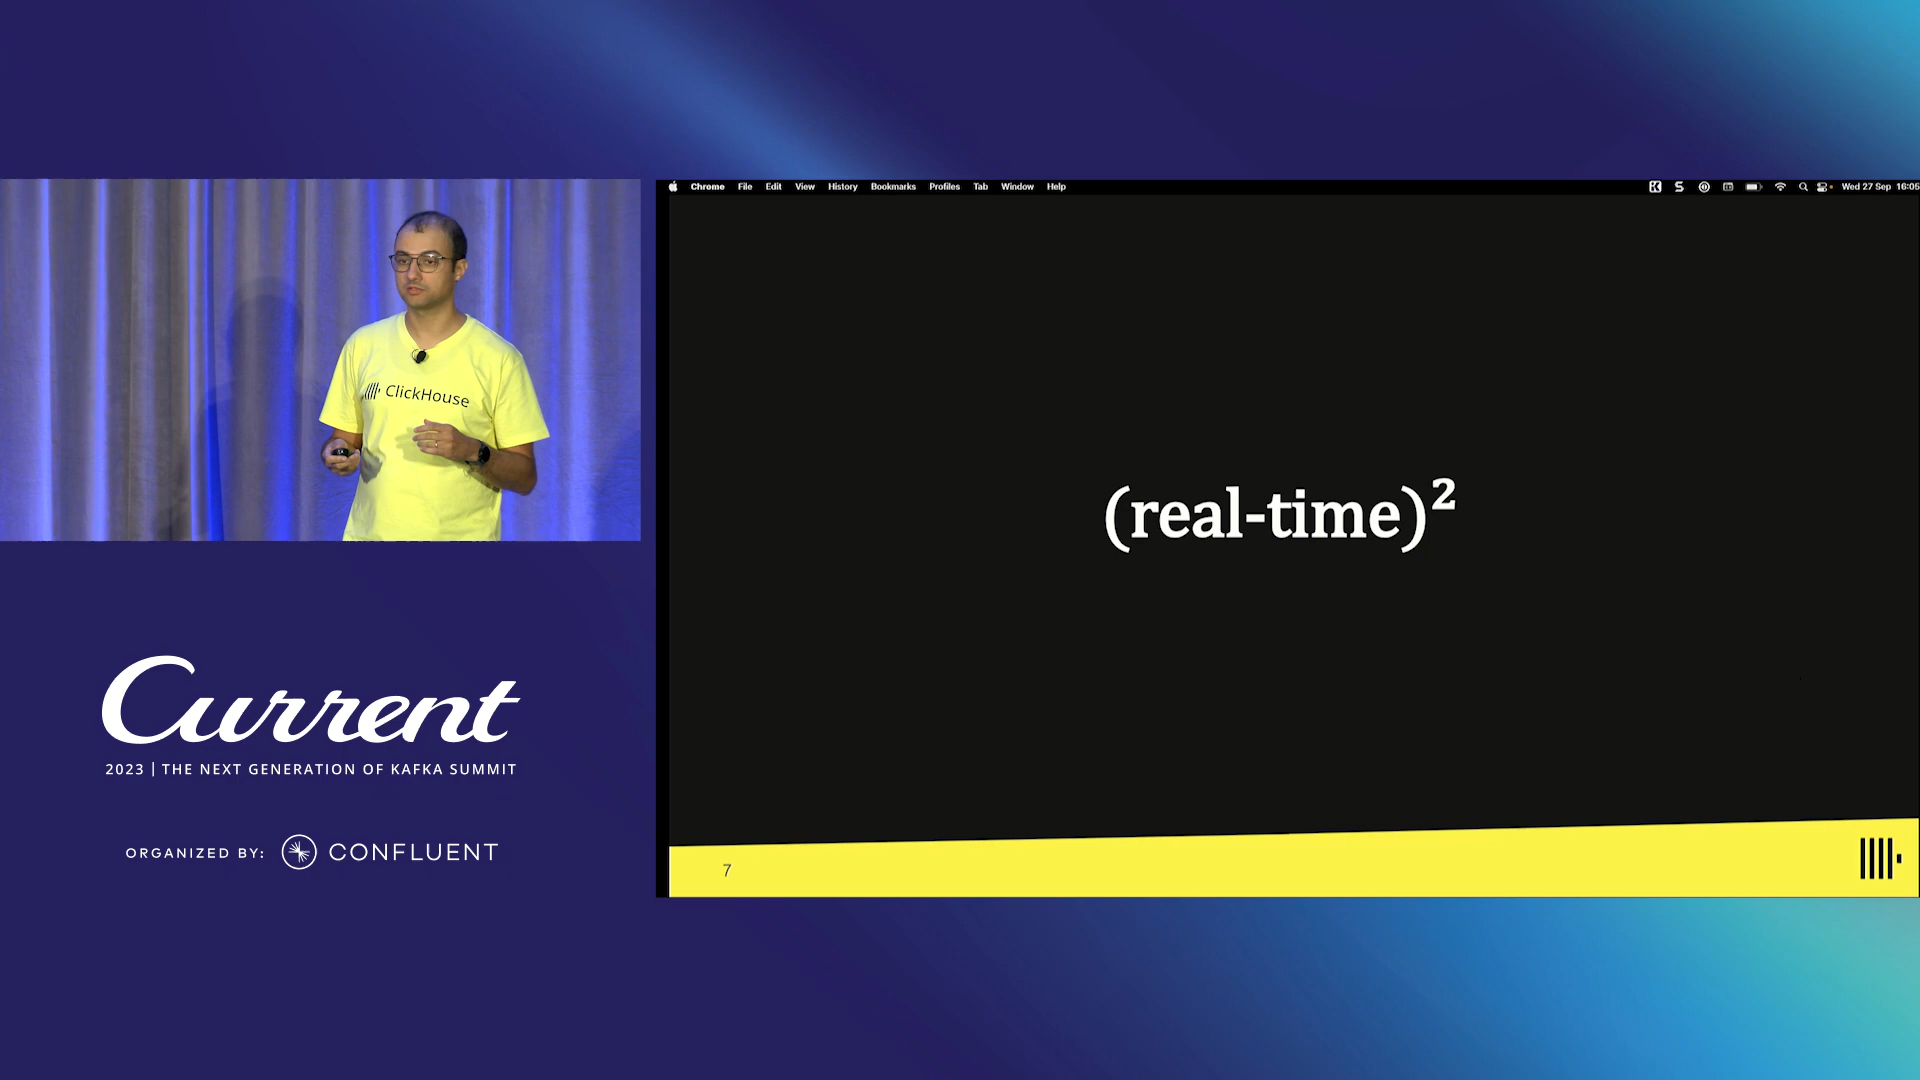 ClickHouse
Current
2023 | THE NEXT GENERATION OF KAFKA SUMMIT
ORGANIZED BY: CONFLUENT
Chrome File Edit View History Bookmarks Profiles Tab Window Help
Wed 27 Sep 16:05
(real-time)²
7